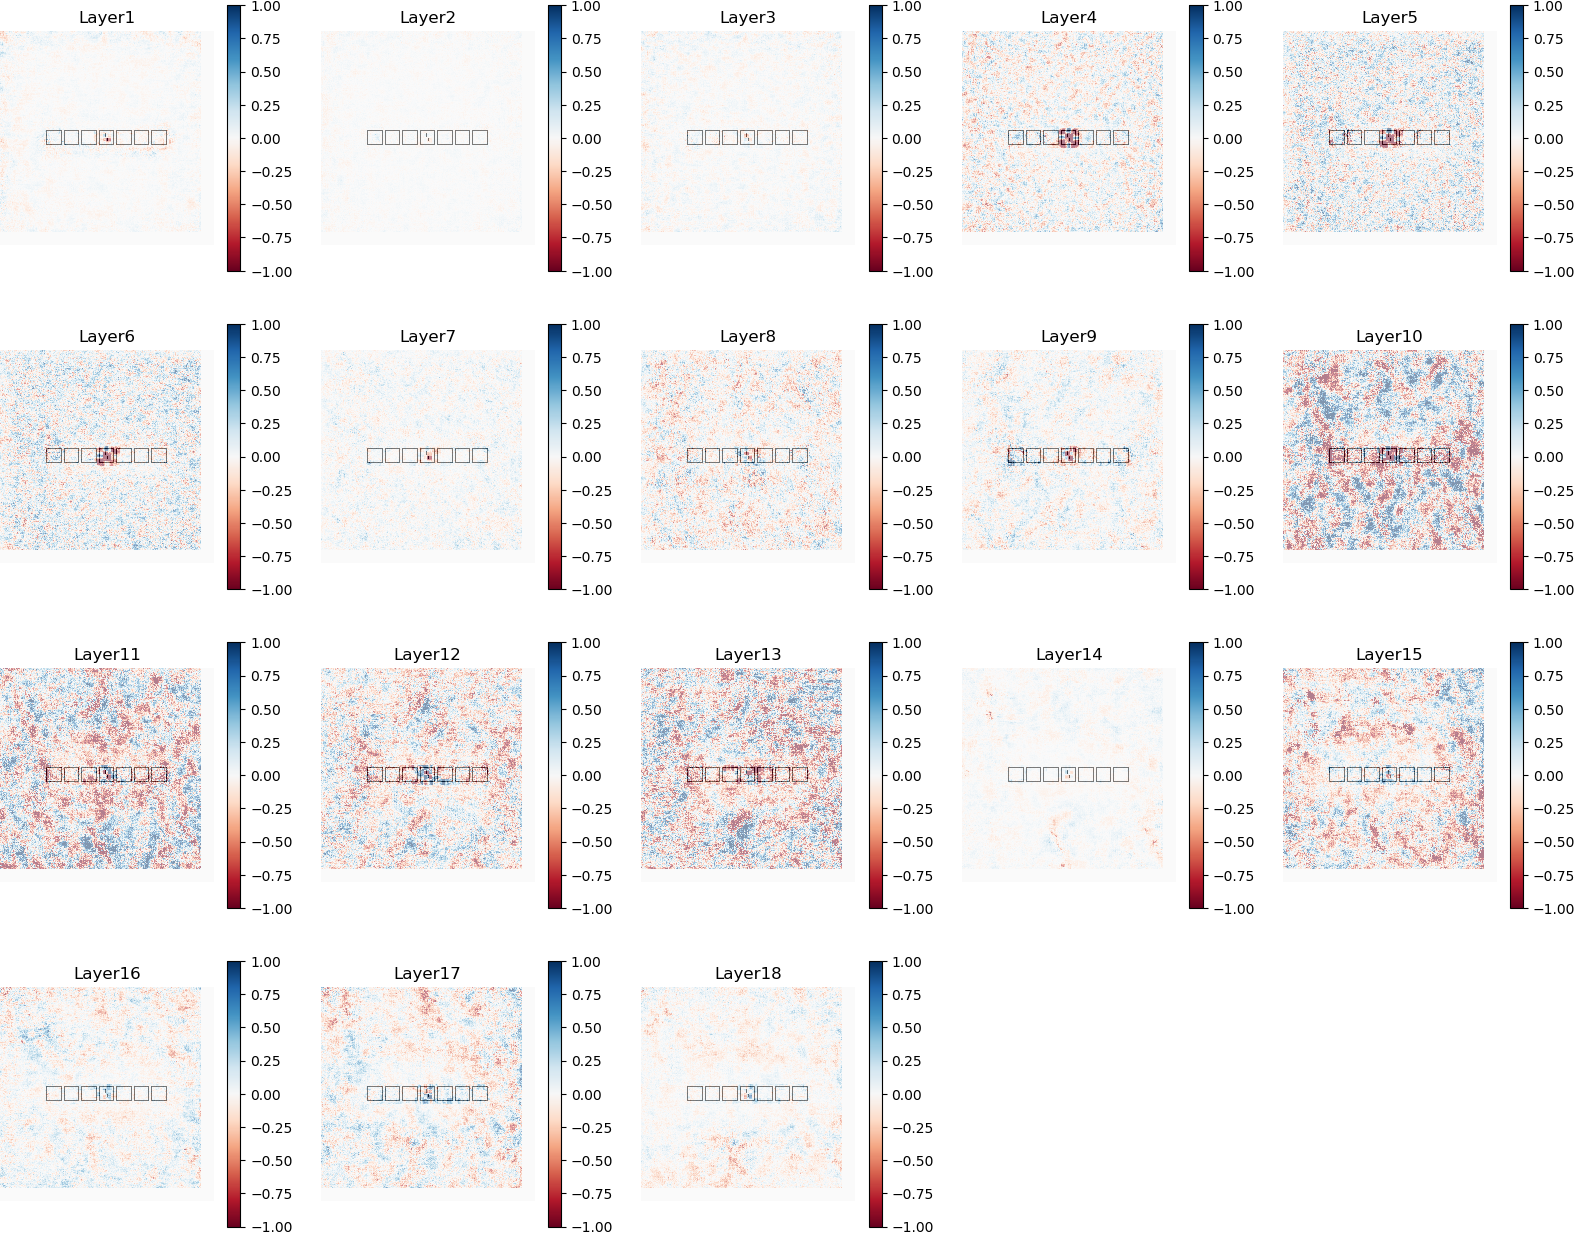 Layer1 Layer2 Layer3 Layer4 Layer5
1.00 1.00 1.00 1.00 1.00
0.75 0.75 0.75 0.75 0.75
0.50 0.50 0.50 0.50 0.50
0.25 0.25 0.25 0.25 0.25
0.00 0.00 0.00 0.00 0.00
−0.25 −0.25 −0.25 −0.25 −0.25
−0.50 −0.50 −0.50 −0.50 −0.50
−0.75 −0.75 −0.75 −0.75 −0.75
−1.00 −1.00 −1.00 −1.00 −1.00
Layer6 Layer7 Layer8 Layer9 Layer10
1.00 1.00 1.00 1.00 1.00
0.75 0.75 0.75 0.75 0.75
0.50 0.50 0.50 0.50 0.50
0.25 0.25 0.25 0.25 0.25
0.00 0.00 0.00 0.00 0.00
−0.25 −0.25 −0.25 −0.25 −0.25
−0.50 −0.50 −0.50 −0.50 −0.50
−0.75 −0.75 −0.75 −0.75 −0.75
−1.00 −1.00 −1.00 −1.00 −1.00
Layer11 Layer12 Layer13 Layer14 Layer15
1.00 1.00 1.00 1.00 1.00
0.75 0.75 0.75 0.75 0.75
0.50 0.50 0.50 0.50 0.50
0.25 0.25 0.25 0.25 0.25
0.00 0.00 0.00 0.00 0.00
−0.25 −0.25 −0.25 −0.25 −0.25
−0.50 −0.50 −0.50 −0.50 −0.50
−0.75 −0.75 −0.75 −0.75 −0.75
−1.00 −1.00 −1.00 −1.00 −1.00
Layer16 Layer17 Layer18
1.00 1.00 1.00
0.75 0.75 0.75
0.50 0.50 0.50
0.25 0.25 0.25
0.00 0.00 0.00
−0.25 −0.25 −0.25
−0.50 −0.50 −0.50
−0.75 −0.75 −0.75
−1.00 −1.00 −1.00